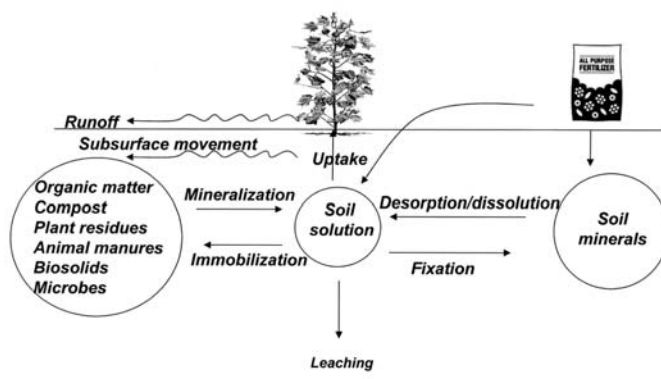 ALL PURPOSE
FERTILIZER
Runoff
Subsurface movement
Uptake
Organic matter
Compost
Plant residues
Animal manures
Biosolids
Microbes
Mineralization
Immobilization
Soil
solution
Desorption/dissolution
Fixation
Soil
minerals
Leaching